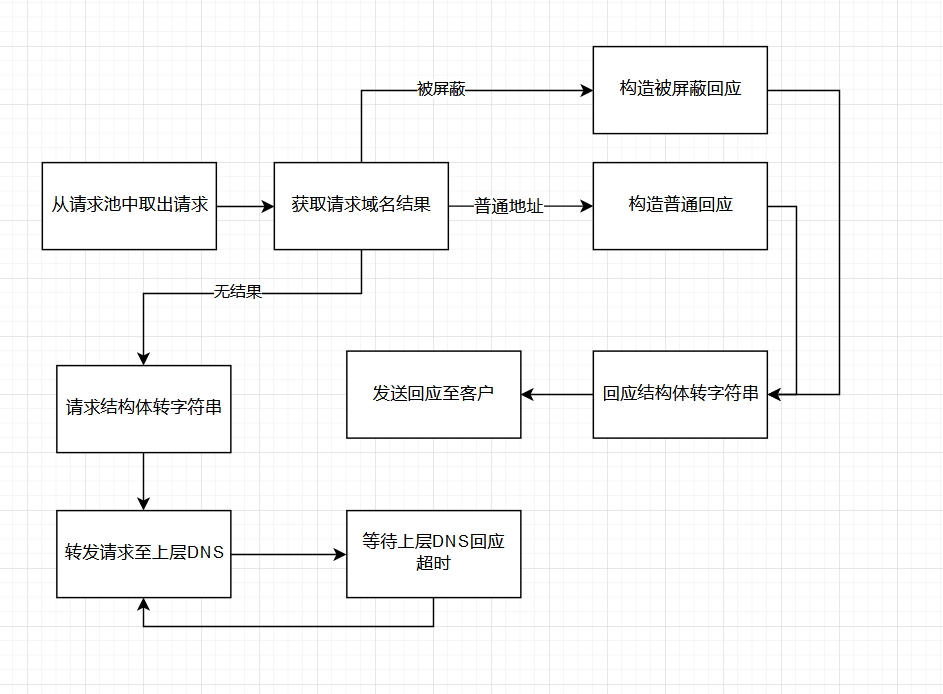 被屏蔽
构造被屏蔽回应
从请求池中取出请求
获取请求域名结果
普通地址
构造普通回应
无结果
发送回应至客户
回应结构体转字符串
请求结构体转字符串
转发请求至上层DNS
等待上层DNS回应
超时